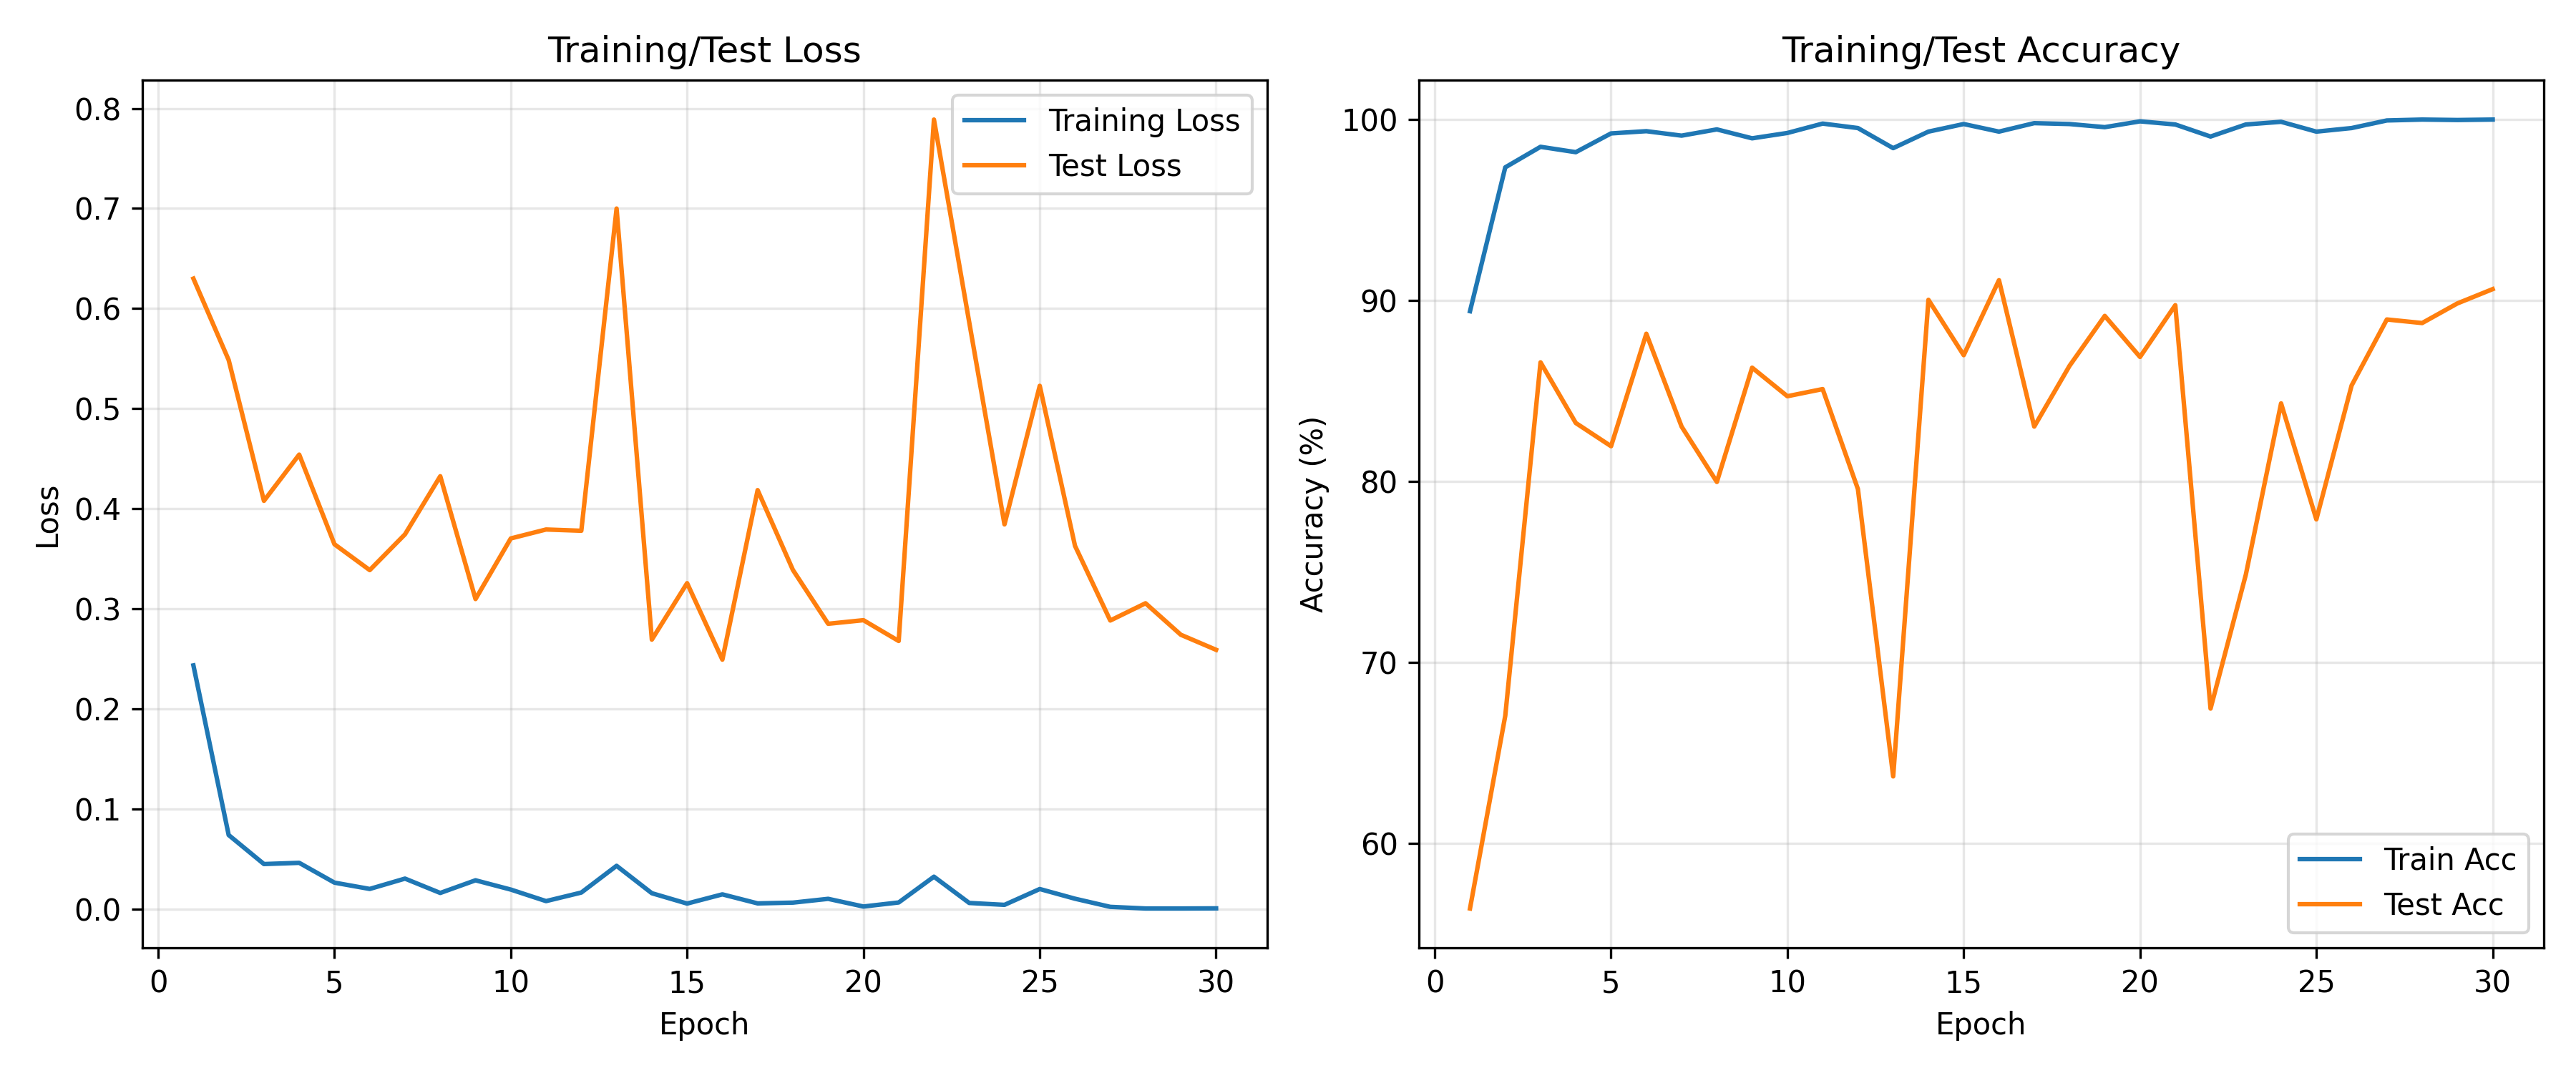 Training/Test Loss
Loss
0.8
0.7
0.6
0.5
0.4
0.3
0.2
0.1
0.0
Training Loss
Test Loss
0 5 10 15 20 25 30
Epoch
Training/Test Accuracy
Accuracy (%)
100
90
80
70
60
Train Acc
Test Acc
0 5 10 15 20 25 30
Epoch